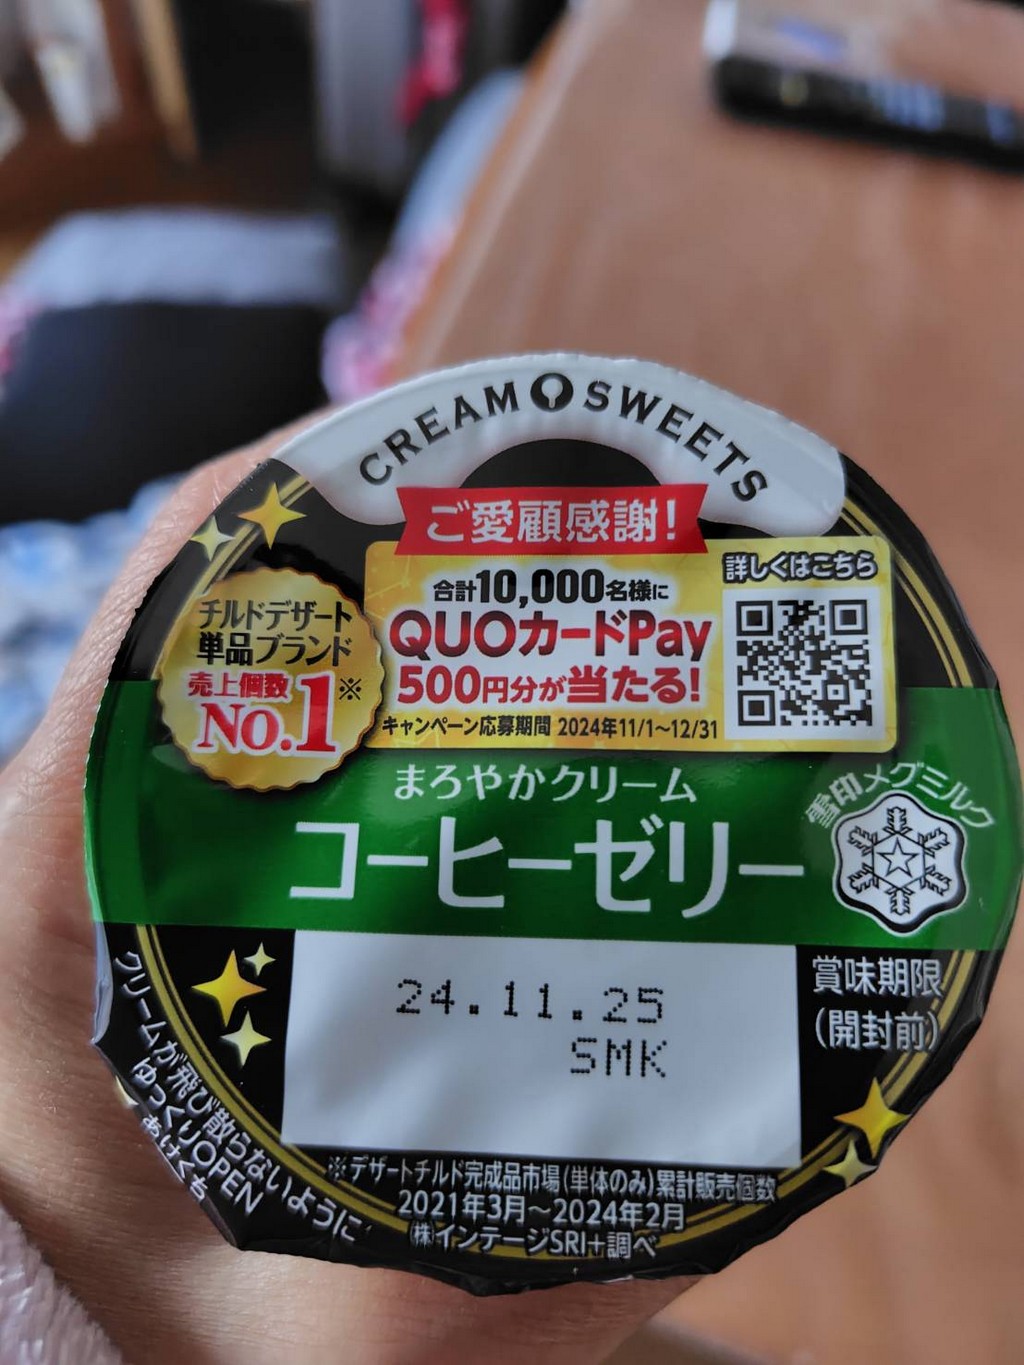 CREAM SWEETS
ご愛顧感謝!
合計10,000名様に
QUOカードPay
500円分が当たる!
キャンペーン応募期間 2024年11/1〜12/31
詳しくはこちら
チルドデザート
単品ブランド
売上個数※
No.1
まろやかクリーム
コーヒーゼリー
雪印メグミルク
24.11.25
SMK
賞味期限
(開封前)
クリームが飛び散らないように
ゆっくりOPEN
あけくち
※デザートチルド完成品市場(単体のみ)累計販売個数
2021年3月〜2024年2月
㈱インテージSRI+調べ